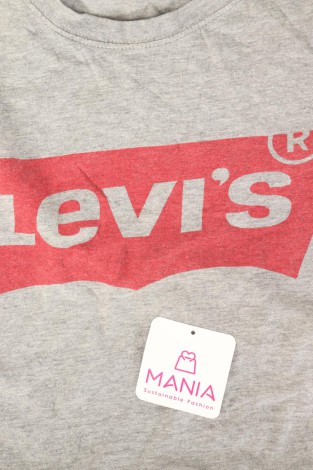 Levi's
®
MANIA
Sustainable Fashion